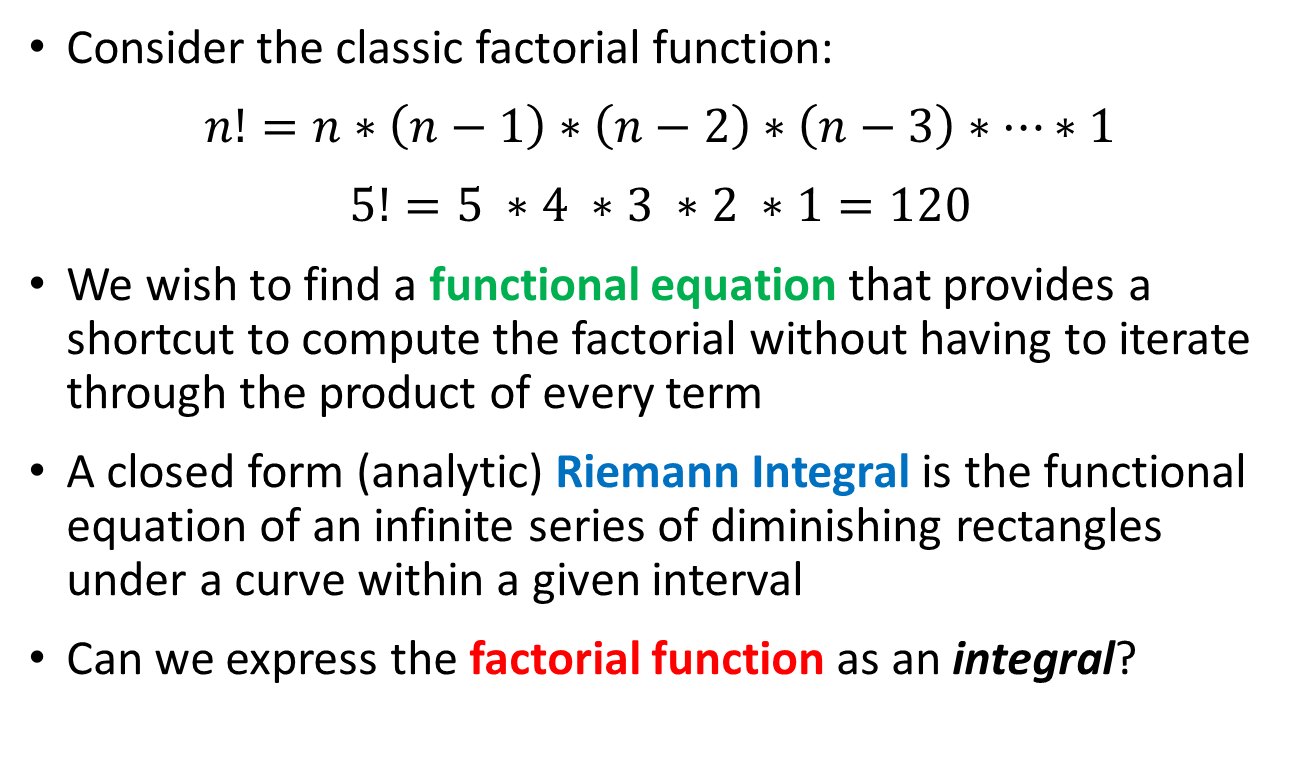 • Consider the classic factorial function:
n! = n ∗ (n − 1) ∗ (n − 2) ∗ (n − 3) ∗ ⋯ ∗ 1
5! = 5 ∗ 4 ∗ 3 ∗ 2 ∗ 1 = 120
• We wish to find a functional equation that provides a
shortcut to compute the factorial without having to iterate
through the product of every term
• A closed form (analytic) Riemann Integral is the functional
equation of an infinite series of diminishing rectangles
under a curve within a given interval
• Can we express the factorial function as an integral?